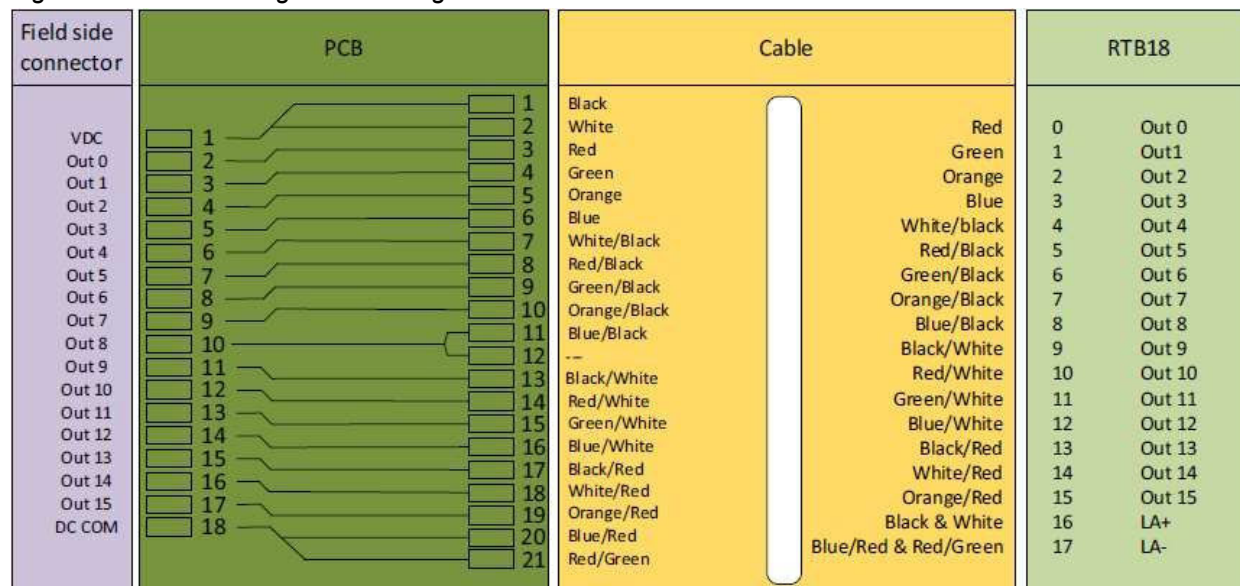 Field side connector PCB Cable RTB18
1 Black
VDC 1 2 White Red 0 Out 0
Out 0 2 3 Red Green 1 Out1
Out 1 3 4 Green Orange 2 Out 2
Out 2 4 5 Orange Blue 3 Out 3
Out 3 5 6 Blue White/black 4 Out 4
Out 4 6 7 White/Black Red/Black 5 Out 5
Out 5 7 8 Red/Black Green/Black 6 Out 6
Out 6 8 9 Green/Black Orange/Black 7 Out 7
Out 7 9 10 Orange/Black Blue/Black 8 Out 8
Out 8 10 11 Blue/Black Black/White 9 Out 9
Out 9 11 12 -- Red/White 10 Out 10
Out 10 12 13 Black/White Green/White 11 Out 11
Out 11 13 14 Red/White Blue/White 12 Out 12
Out 12 14 15 Green/White Black/Red 13 Out 13
Out 13 15 16 Blue/White White/Red 14 Out 14
Out 14 16 17 Black/Red Orange/Red 15 Out 15
Out 15 17 18 White/Red Black & White 16 LA+
DC COM 18 19 Orange/Red Blue/Red & Red/Green 17 LA-
20 Blue/Red
21 Red/Green